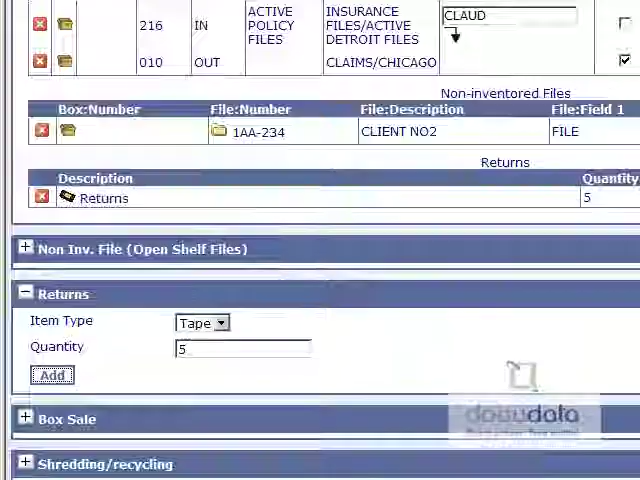 216 IN ACTIVE POLICY FILES INSURANCE FILES/ACTIVE DETROIT FILES CLAUD
010 OUT CLAIMS/CHICAGO
Non-inventored Files
Box:Number File:Number File:Description File:Field 1
1AA-234 CLIENT NO2 FILE
Returns
Description Quantity
Returns 5
Non Inv. File (Open Shelf Files)
Returns
Item Type Tape
Quantity 5
Add
docudata
Box Sale
Shredding/recycling